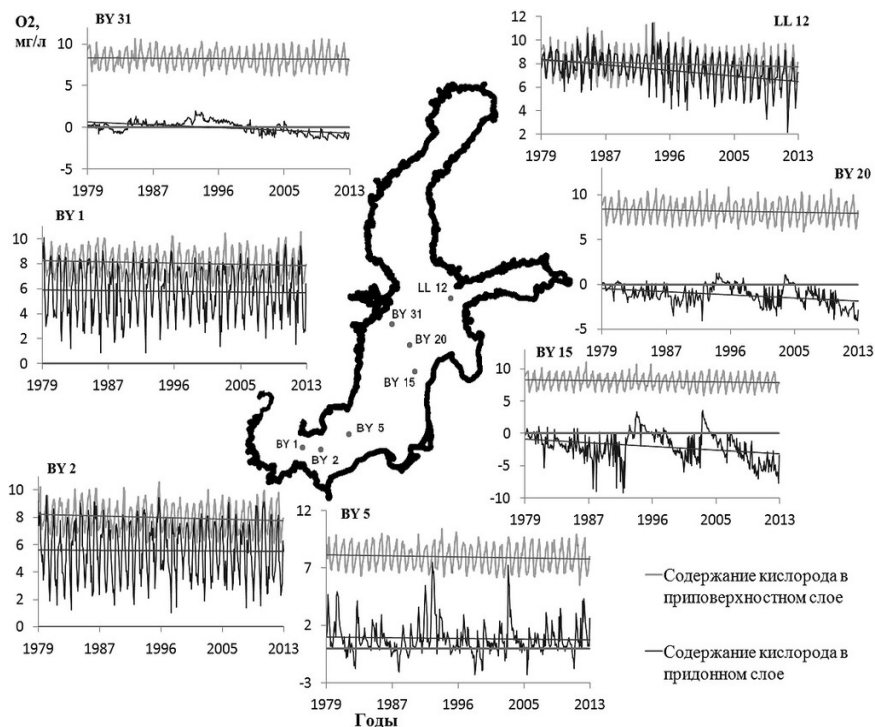 O2,
мг/л
BY 31
15
10
5
0
-5
1979 1987 1996 2005 2013
LL 12
12
10
8
6
4
2
1979 1987 1996 2005 2013
BY 1
10
8
6
4
2
0
1979 1987 1996 2005 2013
BY 20
10
5
0
-5
1979 1987 1996 2005 2013
LL 12
BY 31
BY 20
BY 15
BY 5
BY 1
BY 2
BY 15
10
5
0
-5
-10
1979 1987 1996 2005 2013
BY 2
12
10
8
6
4
2
0
1979 1987 1996 2005 2013
BY 5
12
7
2
-3
1979 1987 1996 2005 2013
Годы
Содержание кислорода в
приповерхностном слое
Содержание кислорода в
придонном слое